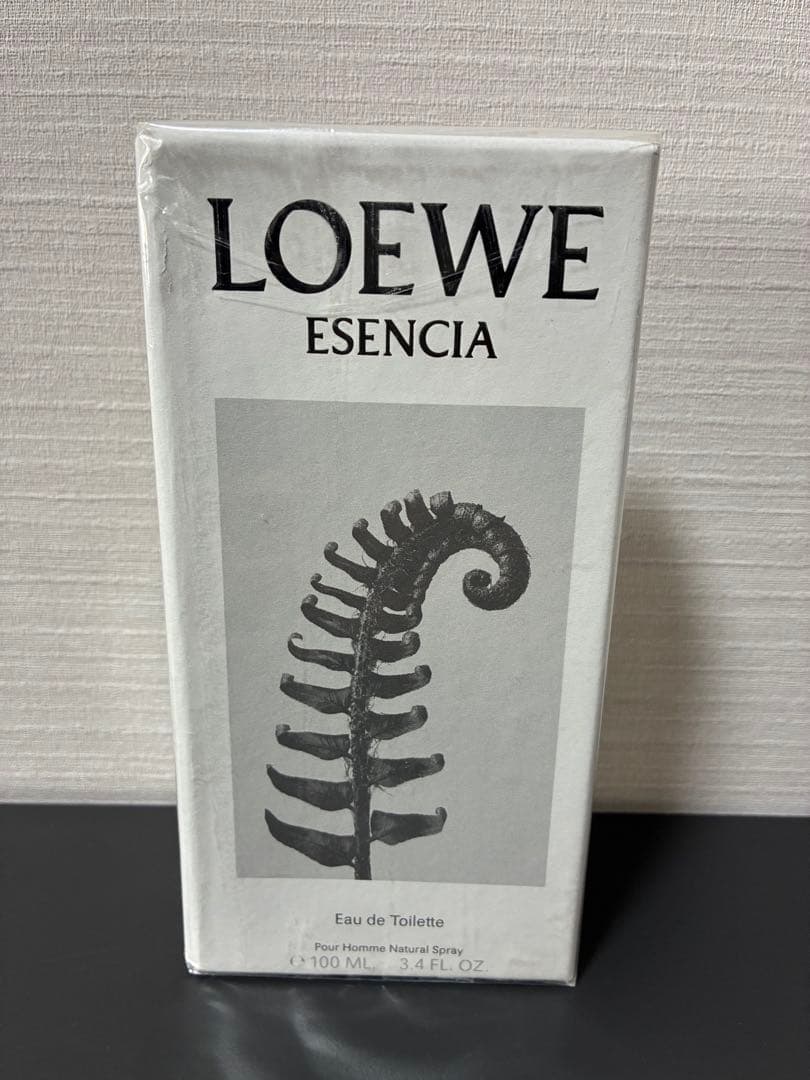 LOEWE
ESENCIA
Eau de Toilette
Pour Homme Natural Spray
℮ 100 ML. 3.4 FL. OZ.